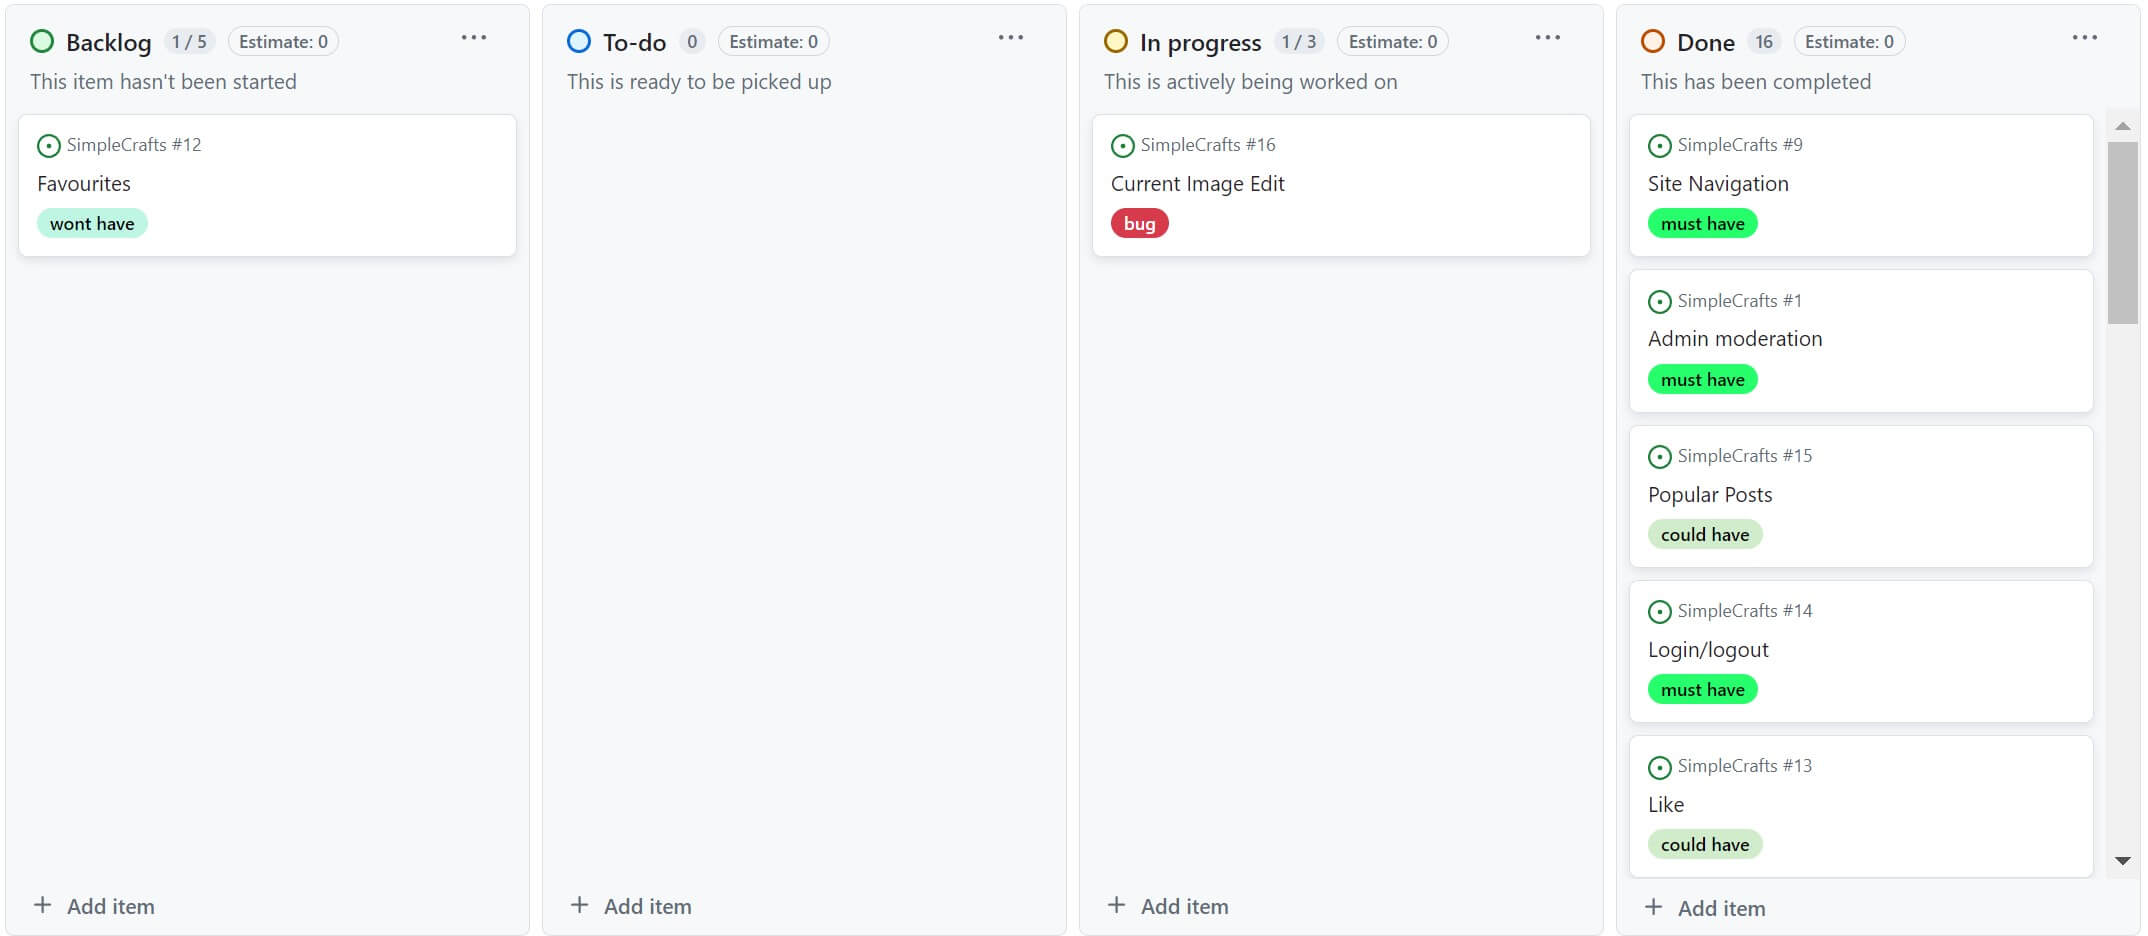 Backlog 1 / 5 Estimate: 0 ...
This item hasn't been started
SimpleCrafts #12
Favourites
wont have
+ Add item
To-do 0 Estimate: 0 ...
This is ready to be picked up
+ Add item
In progress 1 / 3 Estimate: 0 ...
This is actively being worked on
SimpleCrafts #16
Current Image Edit
bug
+ Add item
Done 16 Estimate: 0 ...
This has been completed
SimpleCrafts #9
Site Navigation
must have
SimpleCrafts #1
Admin moderation
must have
SimpleCrafts #15
Popular Posts
could have
SimpleCrafts #14
Login/logout
must have
SimpleCrafts #13
Like
could have
+ Add item